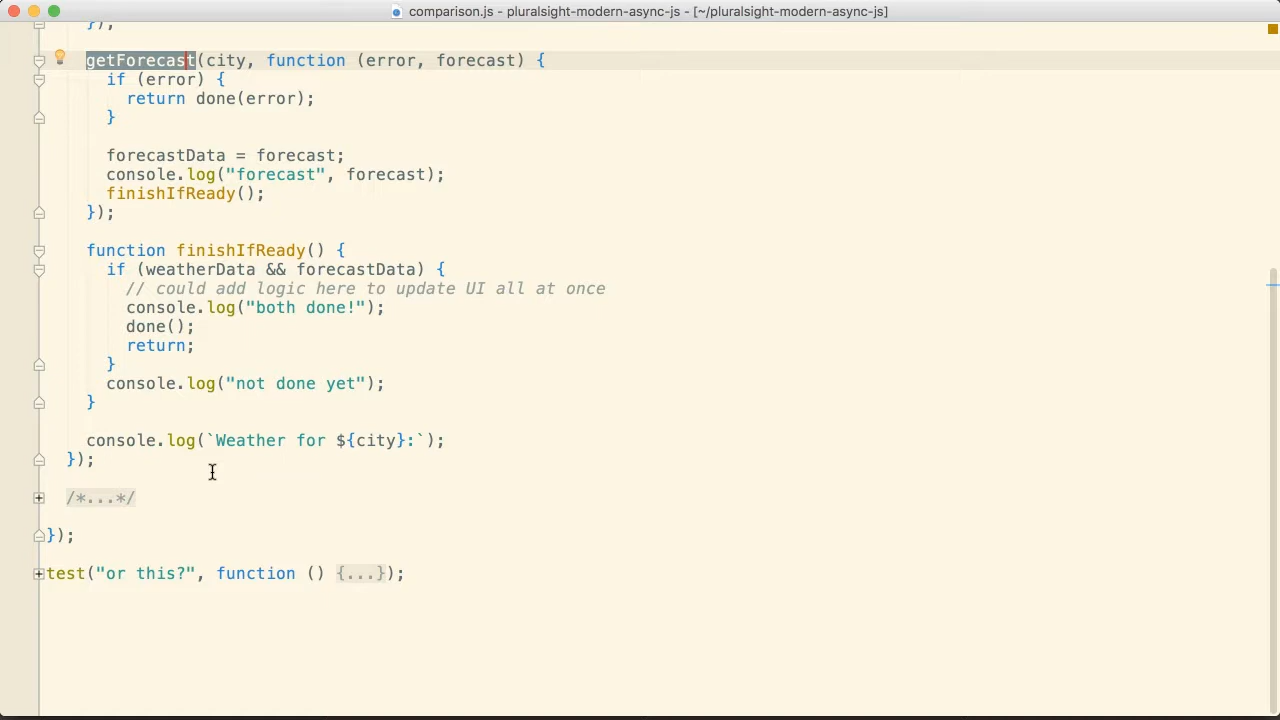 comparison.js - pluralsight-modern-async-js - [~/pluralsight-modern-async-js]
});
getForecast(city, function (error, forecast) {
if (error) {
return done(error);
}
forecastData = forecast;
console.log("forecast", forecast);
finishIfReady();
});
function finishIfReady() {
if (weatherData && forecastData) {
// could add logic here to update UI all at once
console.log("both done!");
done();
return;
}
console.log("not done yet");
}
console.log(`Weather for ${city}:`);
});
/*...*/
});
test("or this?", function () {...});